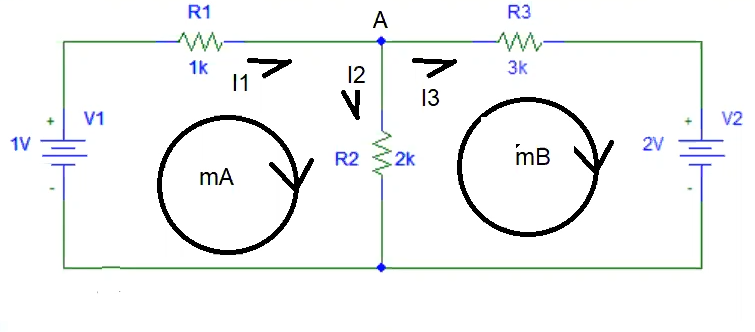 R1
A
R3
1k
I1
I2
I3
3k
+
V1
1V
-
mA
R2
2k
mB
+
V2
2V
-